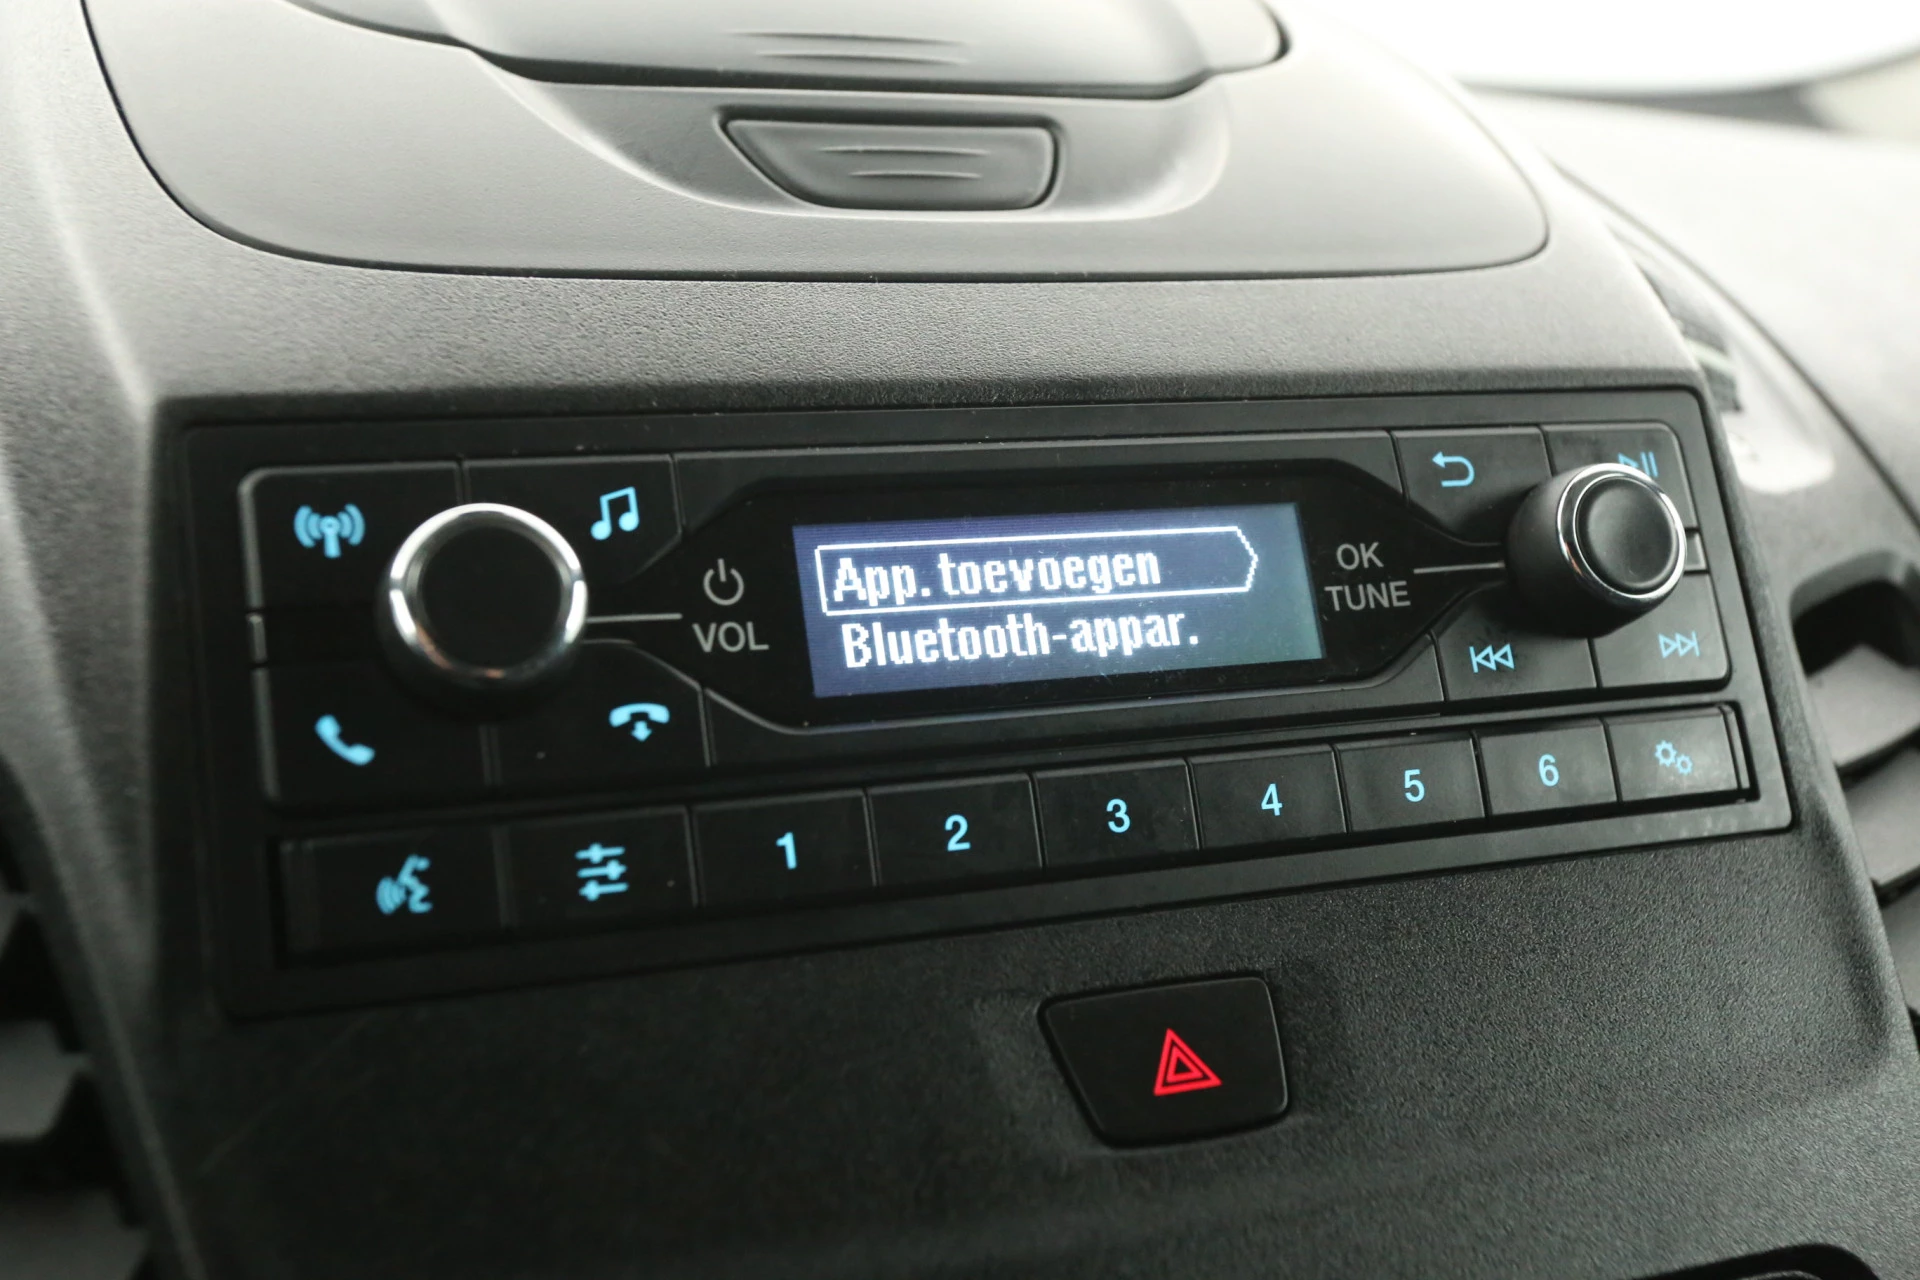 App. toevoegen
Bluetooth-appar.
VOL
OK
TUNE
1 2 3 4 5 6